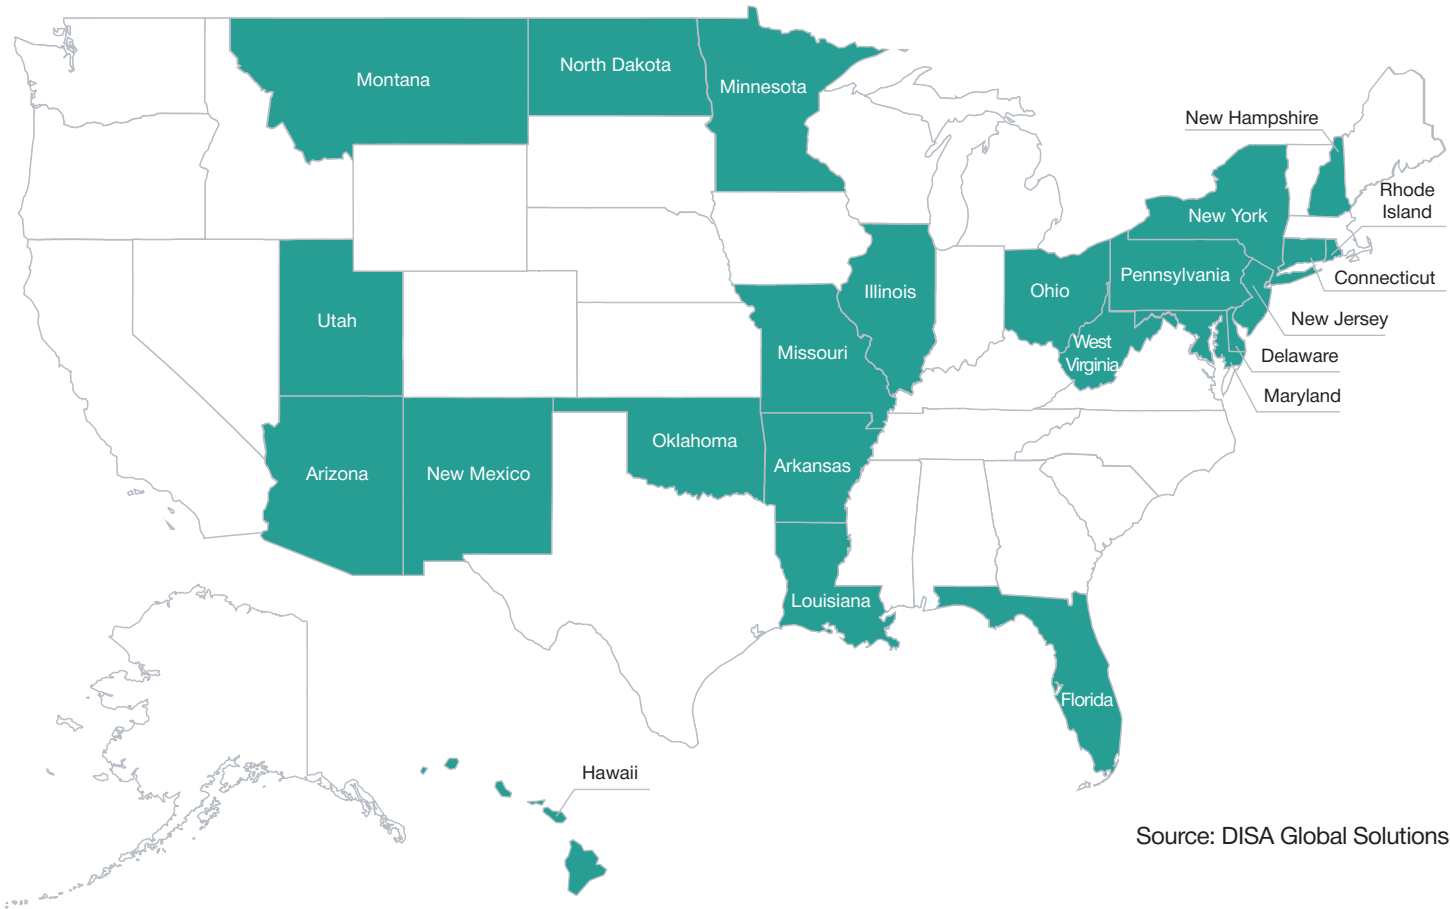 Montana
North Dakota
Minnesota
New Hampshire
Rhode
Island
New York
Connecticut
Pennsylvania
Ohio
Illinois
Utah
New Jersey
Missouri
West
Virginia
Delaware
Maryland
Oklahoma
Arkansas
Arizona
New Mexico
Louisiana
Florida
Hawaii
Source: DISA Global Solutions